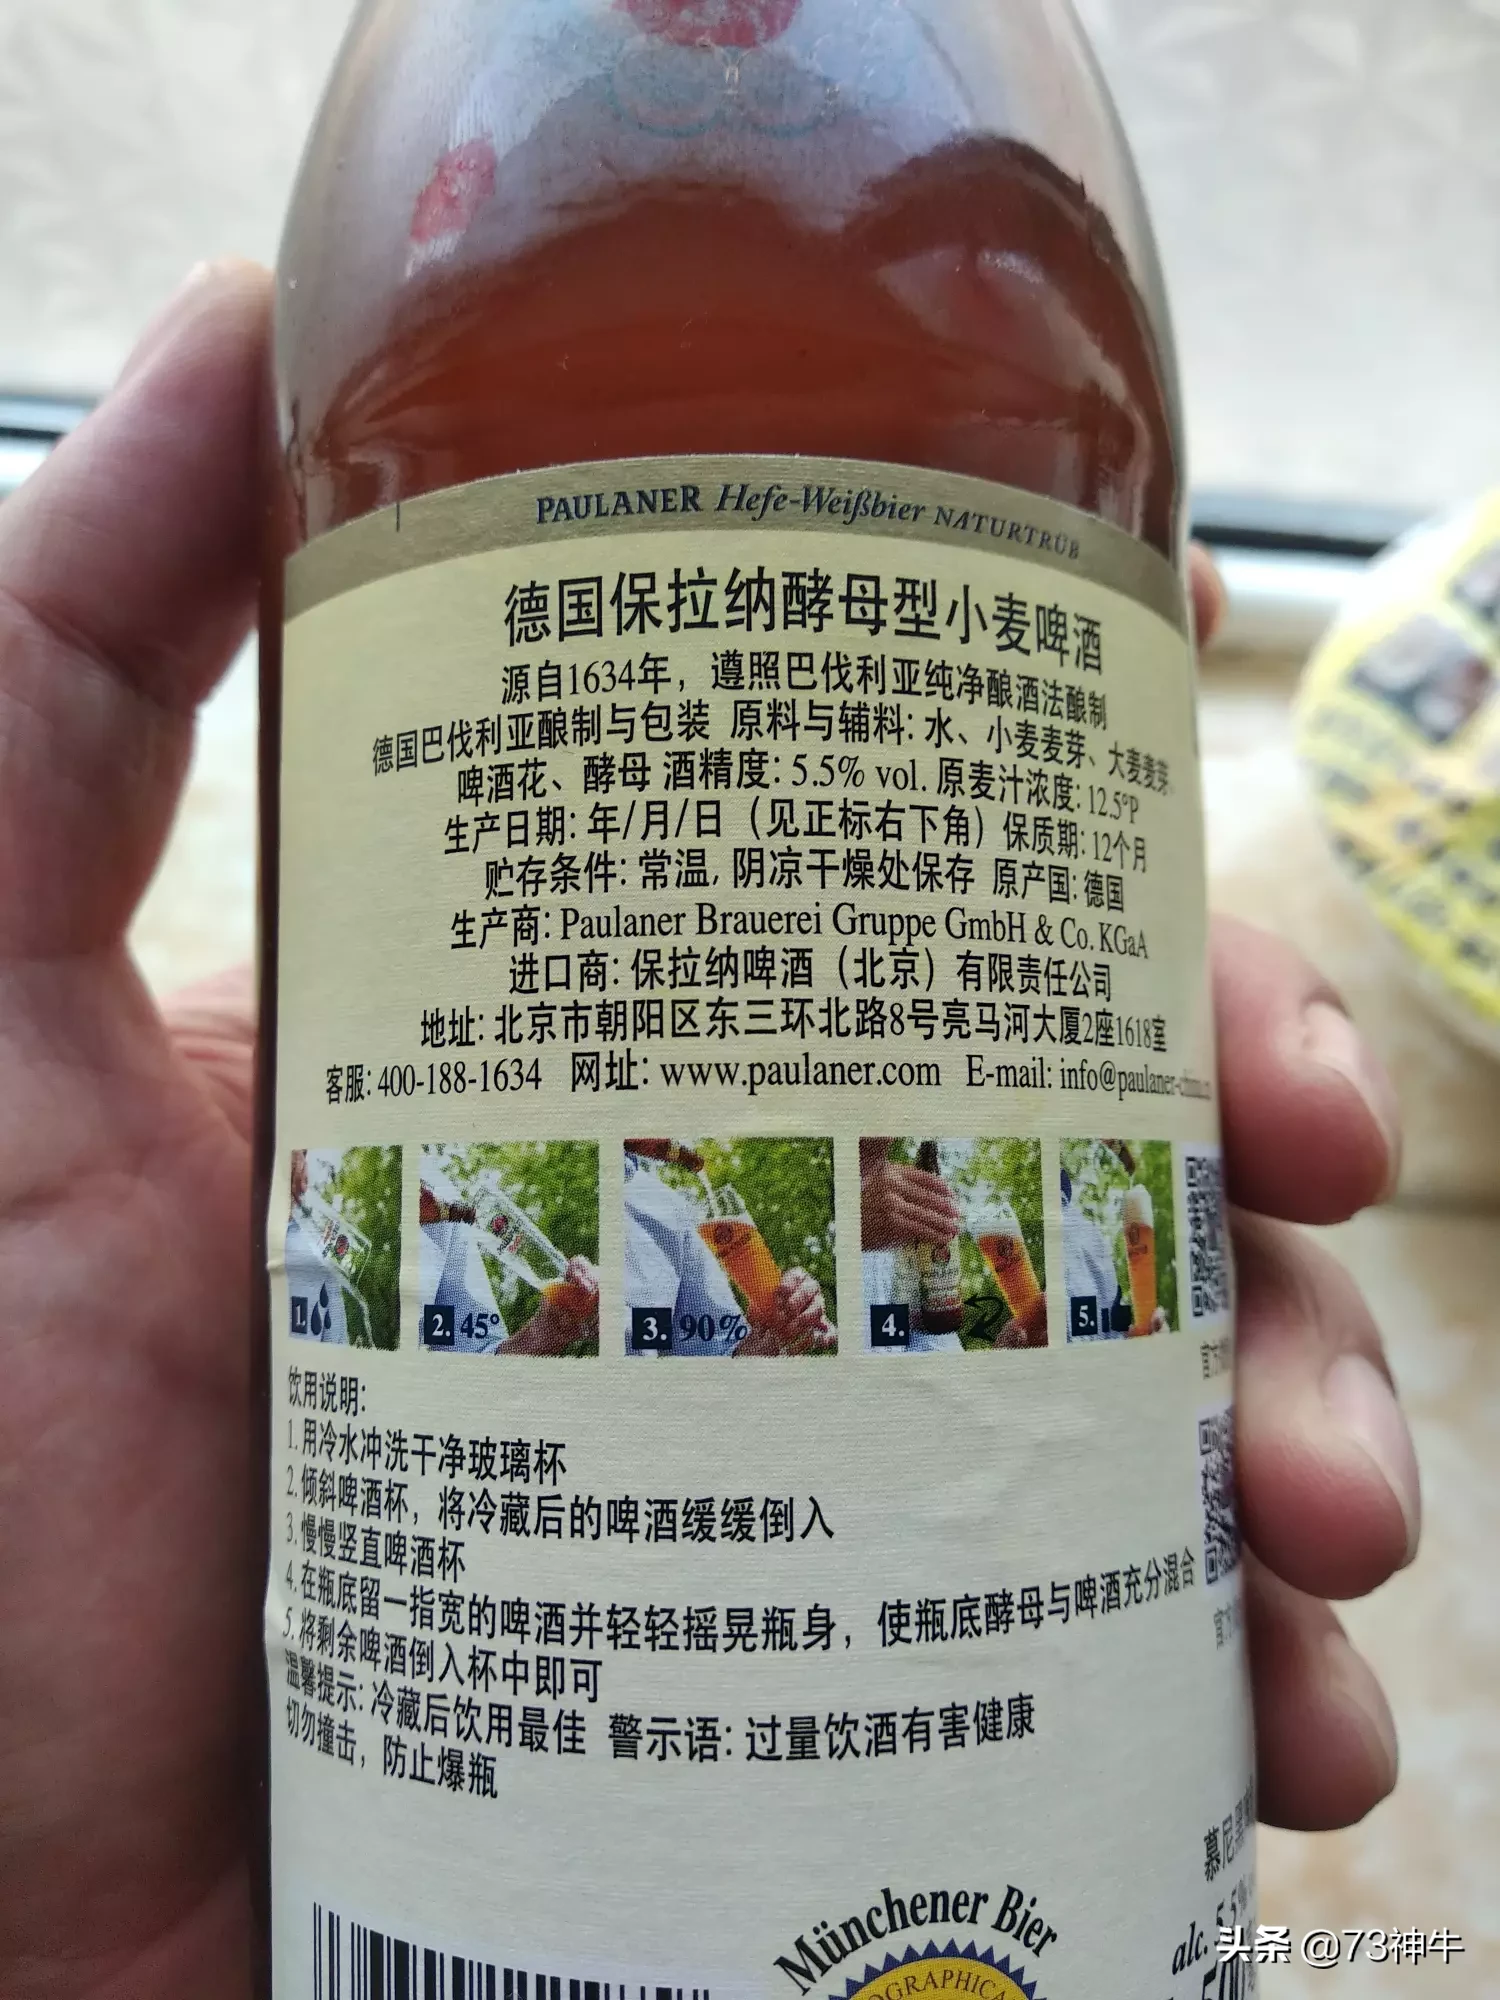 PAULANER Hefe-Weißbier NATURTRÜB
德国保拉纳酵母型小麦啤酒
源自1634年，遵照巴伐利亚纯净酿酒法酿制
德国巴伐利亚酿制与包装 原料与辅料: 水、小麦麦芽、大麦麦芽、
啤酒花、酵母 酒精度: 5.5% vol. 原麦汁浓度: 12.5°P
生产日期: 年/月/日（见正标右下角）保质期: 12个月
贮存条件: 常温, 阴凉干燥处保存 原产国: 德国
生产商: Paulaner Brauerei Gruppe GmbH & Co. KGaA
进口商: 保拉纳啤酒（北京）有限责任公司
地址: 北京市朝阳区东三环北路8号亮马河大厦2座1618室
客服: 400-188-1634 网址: www.paulaner.com E-mail: info@paulaner-china.cn
1. 2. 45° 3. 90% 4. 5.
饮用说明:
1. 用冷水冲洗干净玻璃杯
2. 倾斜啤酒杯，将冷藏后的啤酒缓缓倒入
3. 慢慢竖直啤酒杯
4. 在瓶底留一指宽的啤酒并轻轻摇晃瓶身，使瓶底酵母与啤酒充分混合
5. 将剩余啤酒倒入杯中即可
温馨提示: 冷藏后饮用最佳 警示语: 过量饮酒有害健康
切勿撞击，防止爆瓶
官方
官方
慕尼黑
Münchener Bier
alc. 5,5%
头条 @73神牛